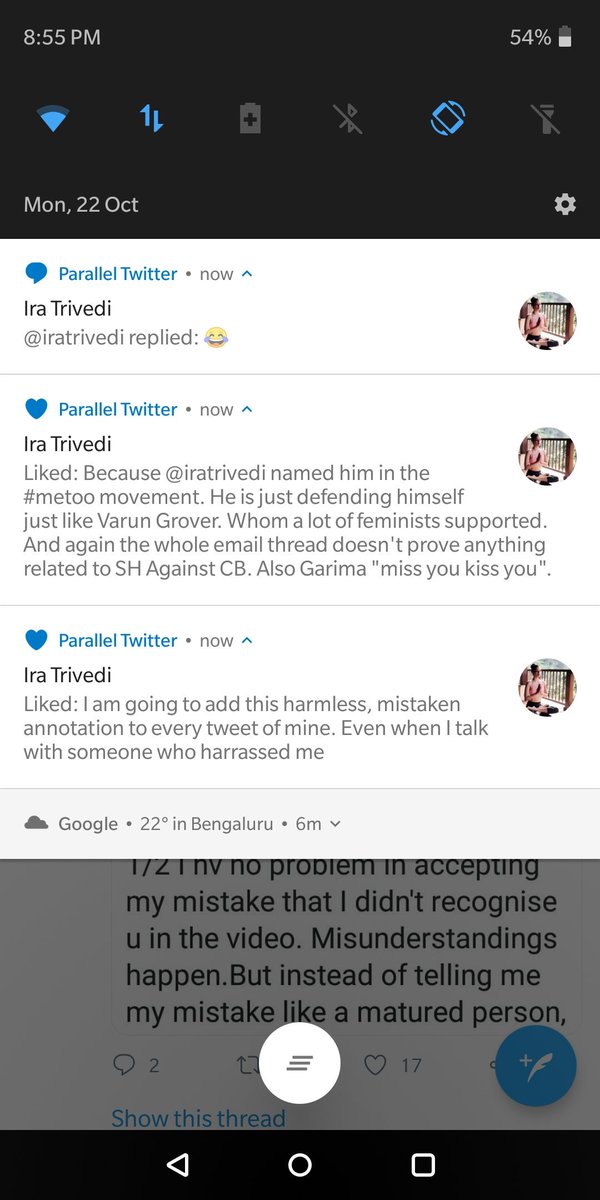 8:55 PM 54%
Mon, 22 Oct
Parallel Twitter • now
Ira Trivedi
@iratrivedi replied: 😂
Parallel Twitter • now
Ira Trivedi
Liked: Because @iratrivedi named him in the
#metoo movement. He is just defending himself
just like Varun Grover. Whom a lot of feminists supported.
And again the whole email thread doesn't prove anything
related to SH Against CB. Also Garima "miss you kiss you".
Parallel Twitter • now
Ira Trivedi
Liked: I am going to add this harmless, mistaken
annotation to every tweet of mine. Even when I talk
with someone who harrassed me
Google • 22° in Bengaluru • 6m
1/2 I hv no problem in accepting
my mistake that I didn't recognise
u in the video. Misunderstandings
happen.But instead of telling me
my mistake like a matured person,
2 17
Show this thread